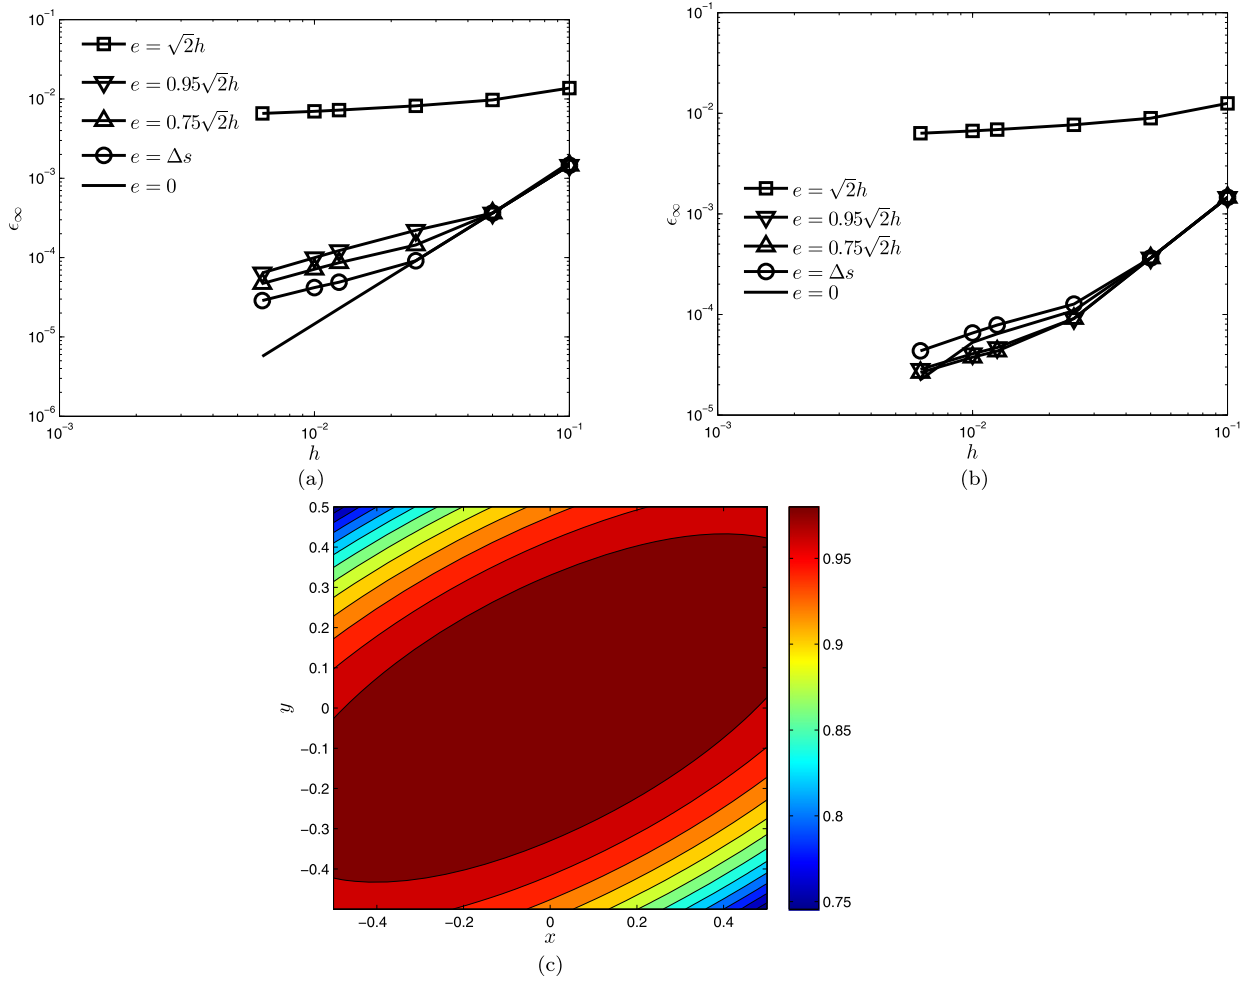 10⁻¹
10⁻²
10⁻³
10⁻⁴
10⁻⁵
10⁻⁶
ϵ∞
e = √2h
e = 0.95√2h
e = 0.75√2h
e = Δs
e = 0
10⁻³ 10⁻² 10⁻¹
h
(a)
10⁻¹
10⁻²
10⁻³
10⁻⁴
10⁻⁵
ϵ∞
e = √2h
e = 0.95√2h
e = 0.75√2h
e = Δs
e = 0
10⁻³ 10⁻² 10⁻¹
h
(b)
0.5
0.4
0.3
0.2
0.1
0
−0.1
−0.2
−0.3
−0.4
y
−0.4 −0.2 0 0.2 0.4
x
0.95
0.9
0.85
0.8
0.75
(c)